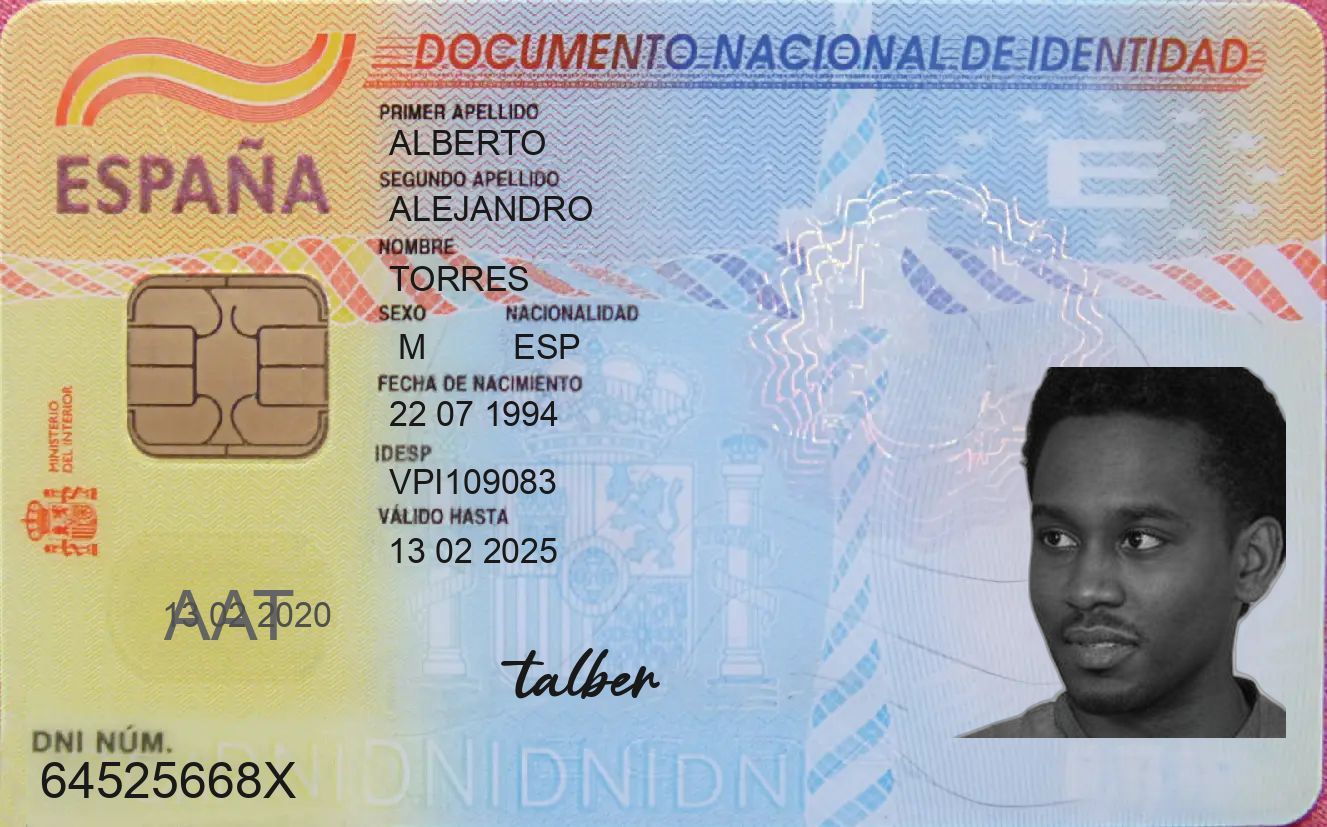 DOCUMENTO NACIONAL DE IDENTIDAD
ESPAÑA
PRIMER APELLIDO
ALBERTO
SEGUNDO APELLIDO
ALEJANDRO
NOMBRE
TORRES
SEXO NACIONALIDAD
M ESP
FECHA DE NACIMIENTO
22 07 1994
IDESP
VPI109083
VÁLIDO HASTA
13 02 2025
MINISTERIO
DEL INTERIOR
E
AAT
13 02 2020
talber
DNI NÚM.
64525668X
DNIDNIDNIDNI